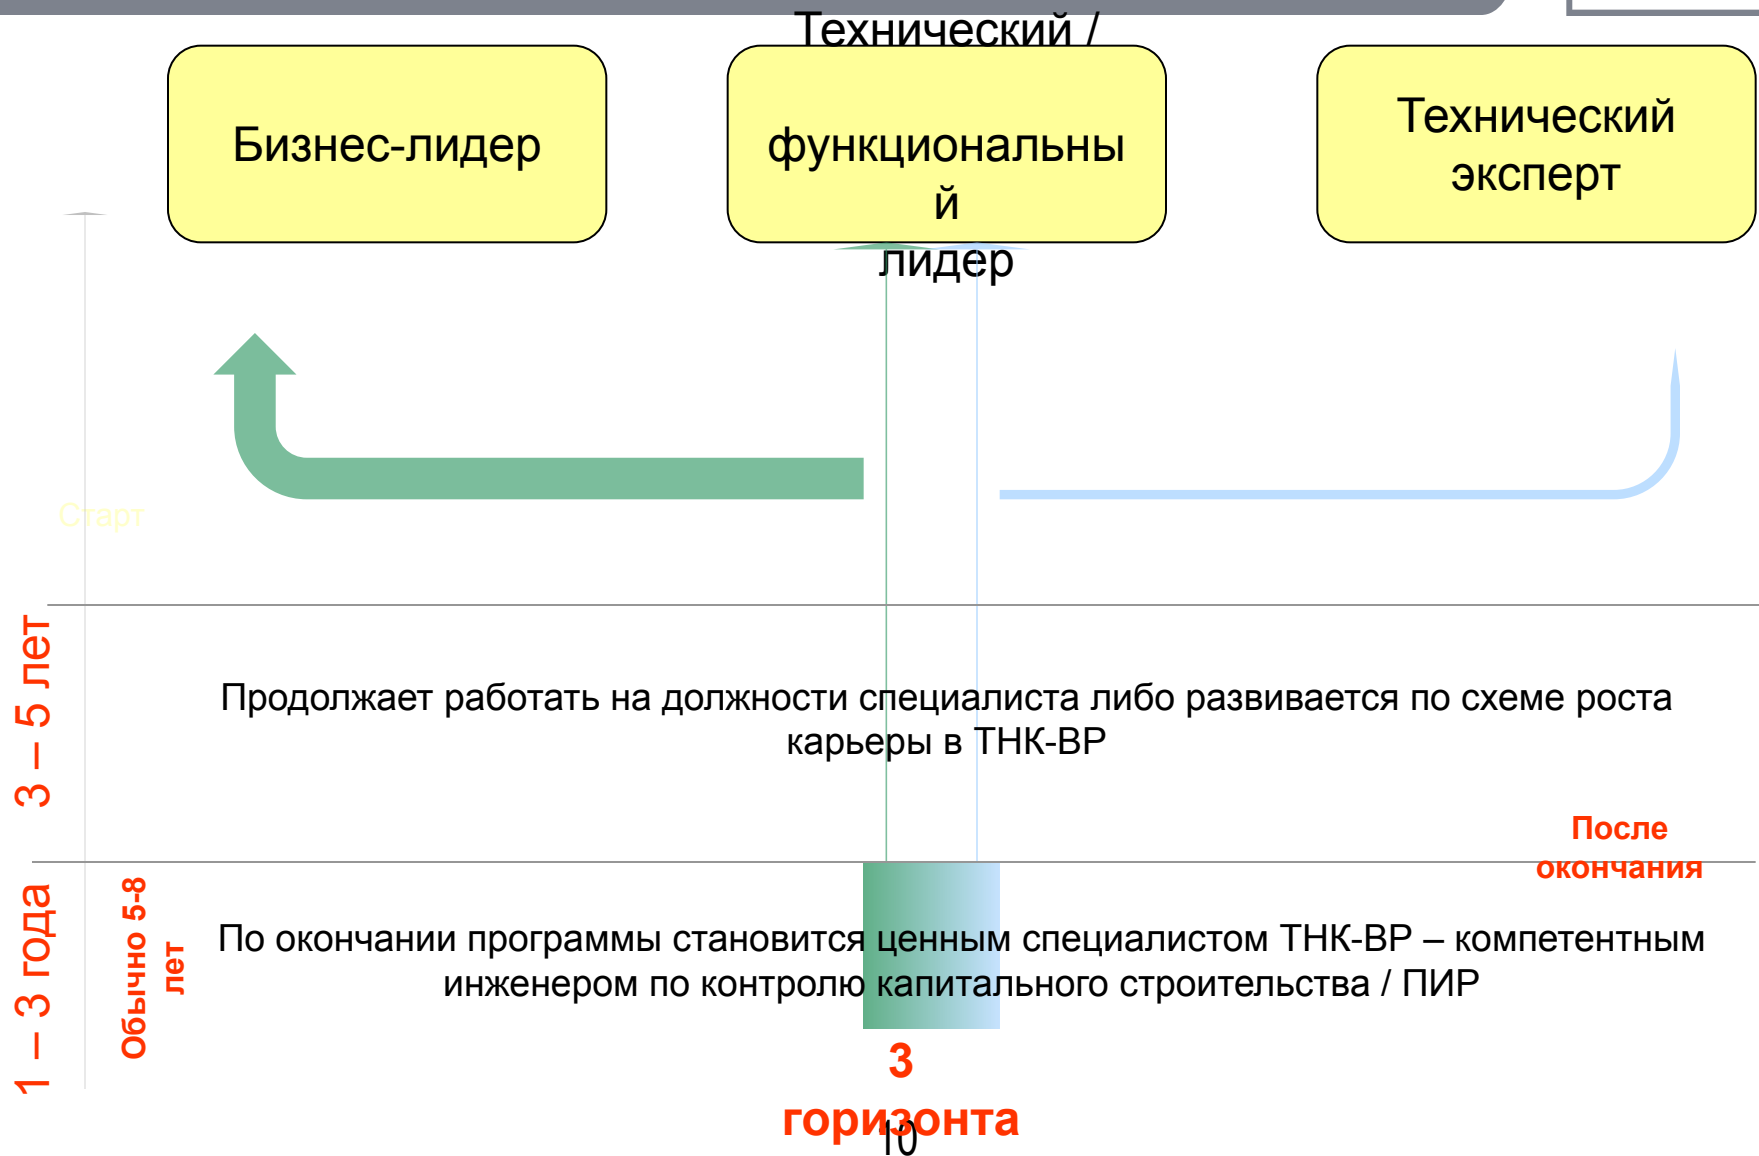 Технический /
Бизнес-лидер
функциональны
й
лидер
Технический
эксперт
Старт
3 – 5 лет
Продолжает работать на должности специалиста либо развивается по схеме роста
карьеры в ТНК-ВР
После
окончания
1 – 3 года
Обычно 5-8
лет
По окончании программы становится ценным специалистом ТНК-ВР – компетентным
инженером по контролю капитального строительства / ПИР
3
горизонта
10